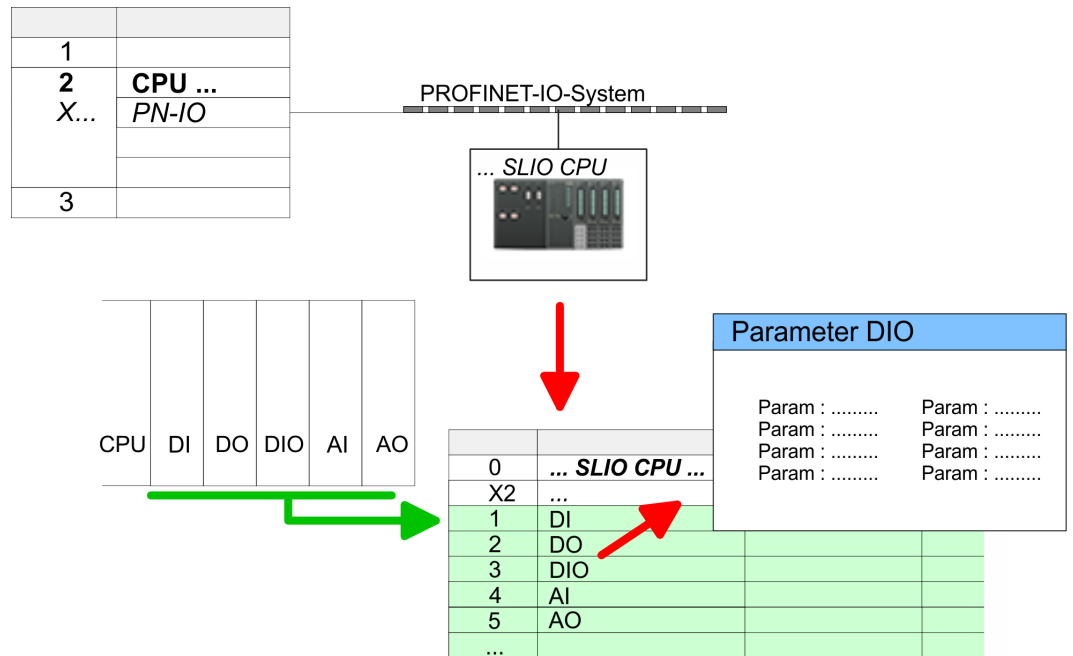 1
2 CPU ...
X... PN-IO
3
PROFINET-IO-System
... SLIO CPU
CPU DI DO DIO AI AO
Parameter DIO
Param : ......... Param : .........
Param : ......... Param : .........
Param : ......... Param : .........
Param : ......... Param : .........
0 ... SLIO CPU ...
X2 ...
1 DI
2 DO
3 DIO
4 AI
5 AO
...